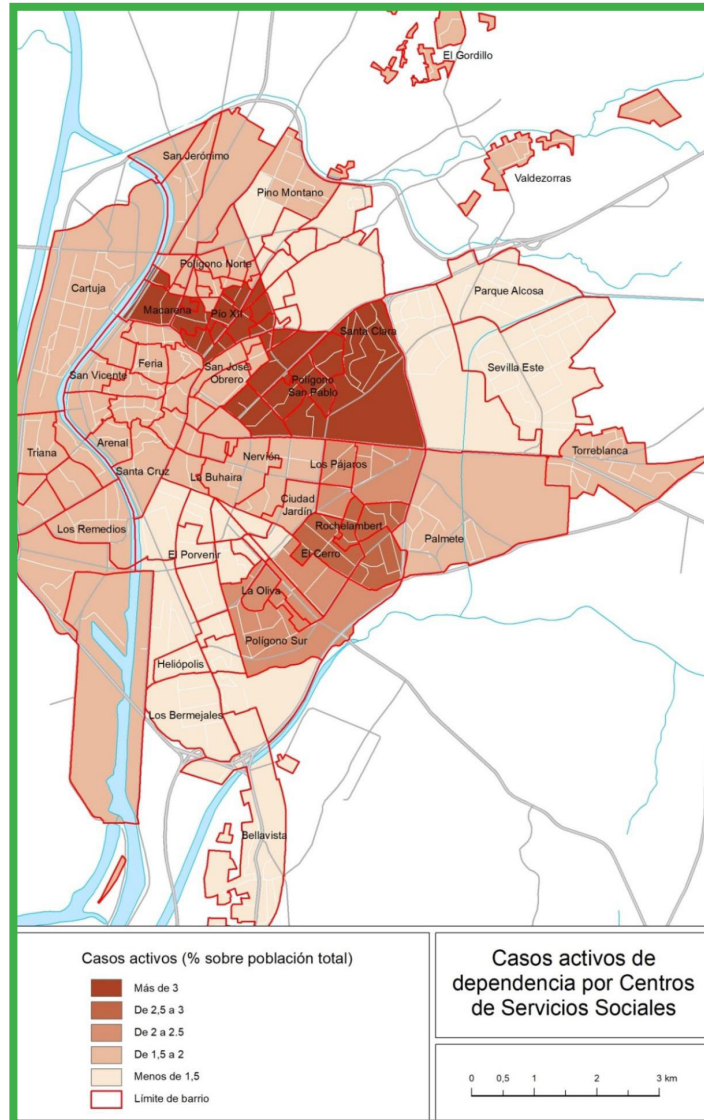 El Gordillo
San Jerónimo
Pino Montano
Valdezorras
Polígono Norte
Cartuja
Parque Alcosa
Macarena
Pío XII
Santa Clara
Feria
San José
Obrero
Sevilla Este
San Vicente
Polígono
San Pablo
Arenal
Triana
Nervión
Torreblanca
Santa Cruz
La Buhaira
Los Pájaros
Ciudad
Jardín
Los Remedios
Rochelambert
Palmete
El Porvenir
El Cerro
La Oliva
Polígono Sur
Heliópolis
Los Bermejales
Bellavista
Casos activos (% sobre población total)
Más de 3
De 2,5 a 3
De 2 a 2.5
De 1,5 a 2
Menos de 1,5
Límite de barrio
Casos activos de
dependencia por Centros
de Servicios Sociales
0 0,5 1 2 3 km